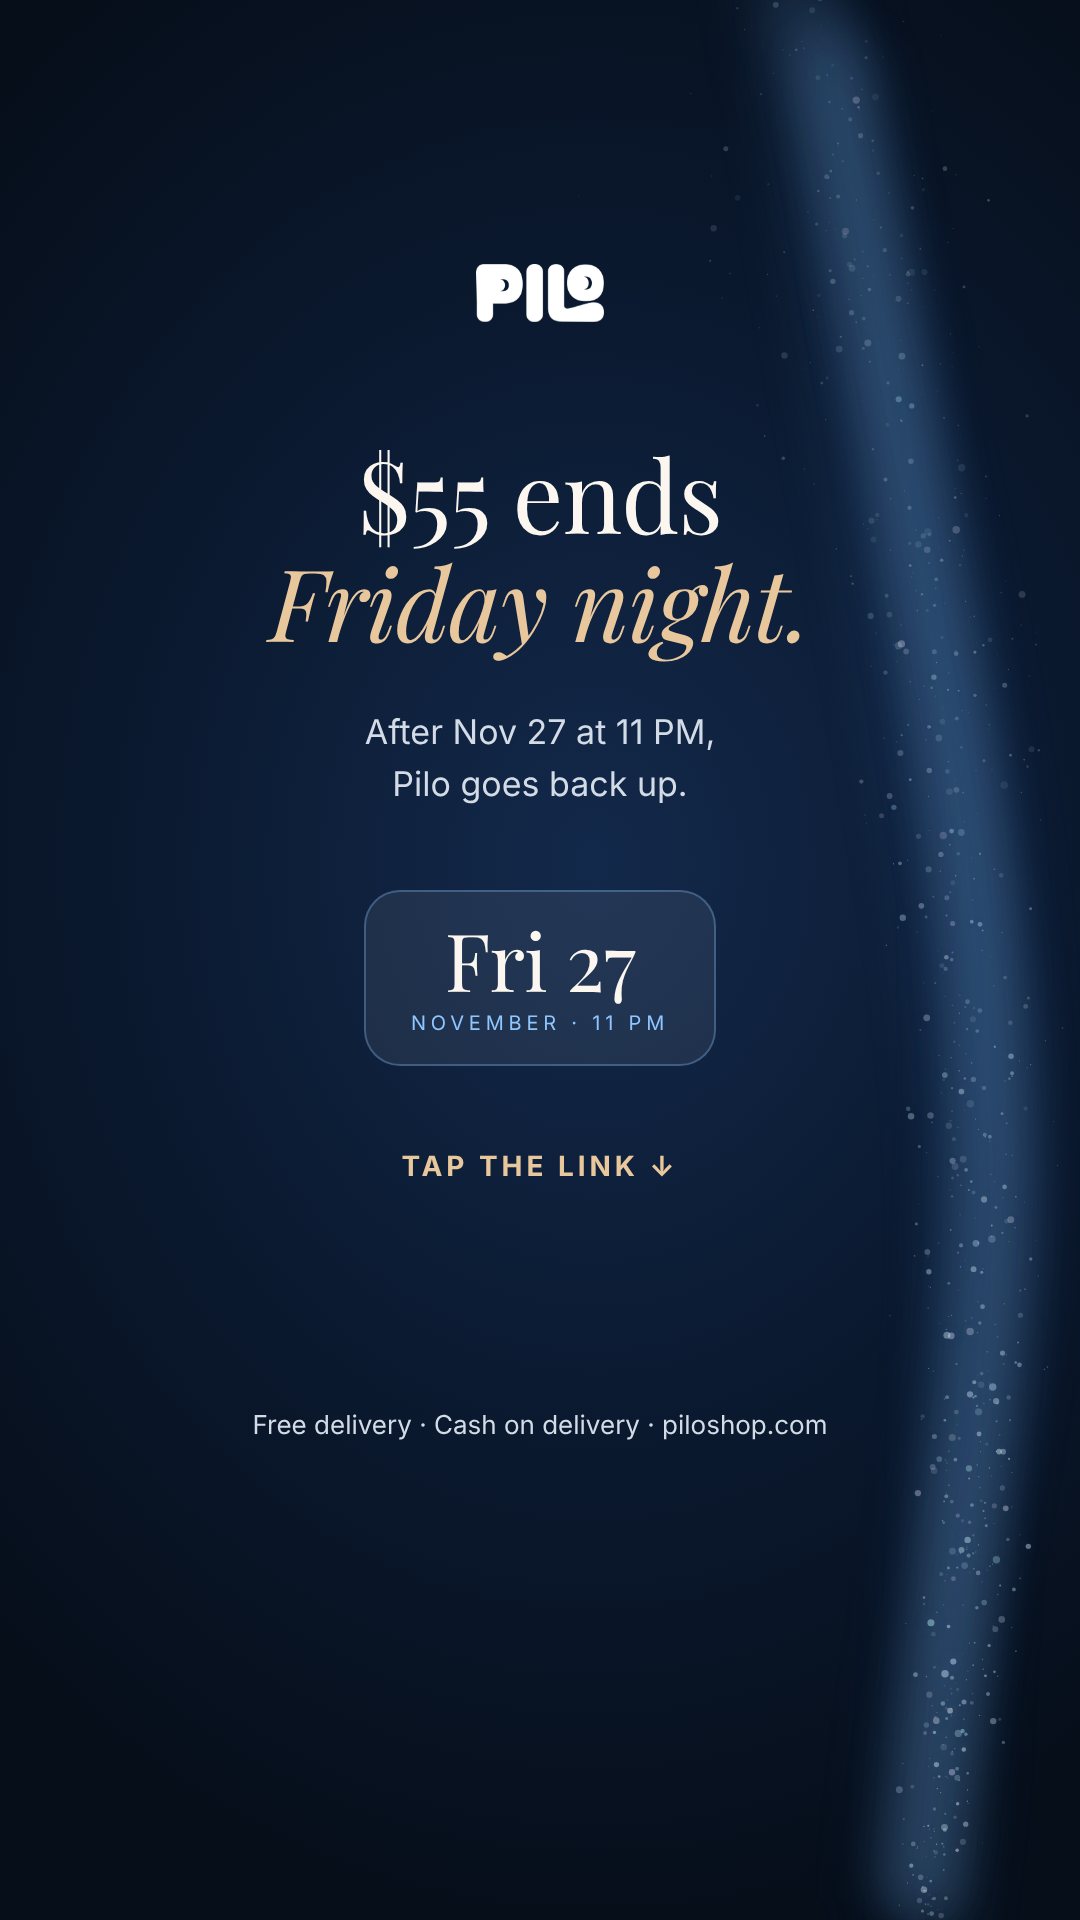 PILO
$55 ends
Friday night.
After Nov 27 at 11 PM,
Pilo goes back up.
Fri 27
NOVEMBER · 11 PM
TAP THE LINK ↓
Free delivery · Cash on delivery · piloshop.com